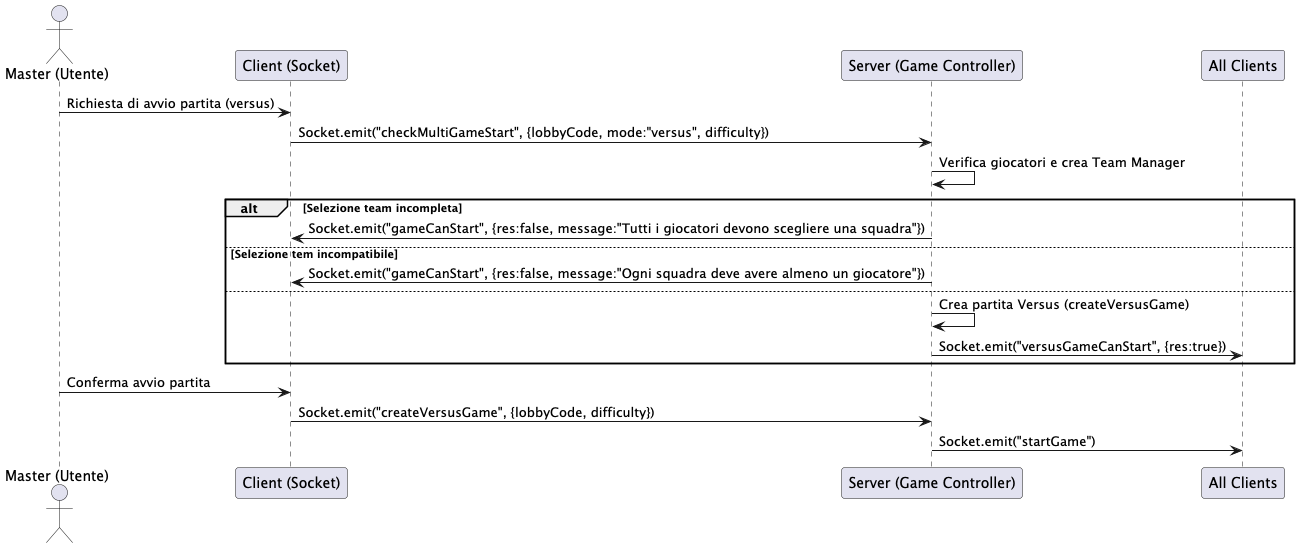 Master (Utente)
Client (Socket)
Server (Game Controller)
All Clients
Richiesta di avvio partita (versus)
Socket.emit("checkMultiGameStart", {lobbyCode, mode:"versus", difficulty})
Verifica giocatori e crea Team Manager
alt
[Selezione team incompleta]
Socket.emit("gameCanStart", {res:false, message:"Tutti i giocatori devono scegliere una squadra"})
[Selezione tem incompatibile]
Socket.emit("gameCanStart", {res:false, message:"Ogni squadra deve avere almeno un giocatore"})
Crea partita Versus (createVersusGame)
Socket.emit("versusGameCanStart", {res:true})
Conferma avvio partita
Socket.emit("createVersusGame", {lobbyCode, difficulty})
Socket.emit("startGame")
Master (Utente)
Client (Socket)
Server (Game Controller)
All Clients